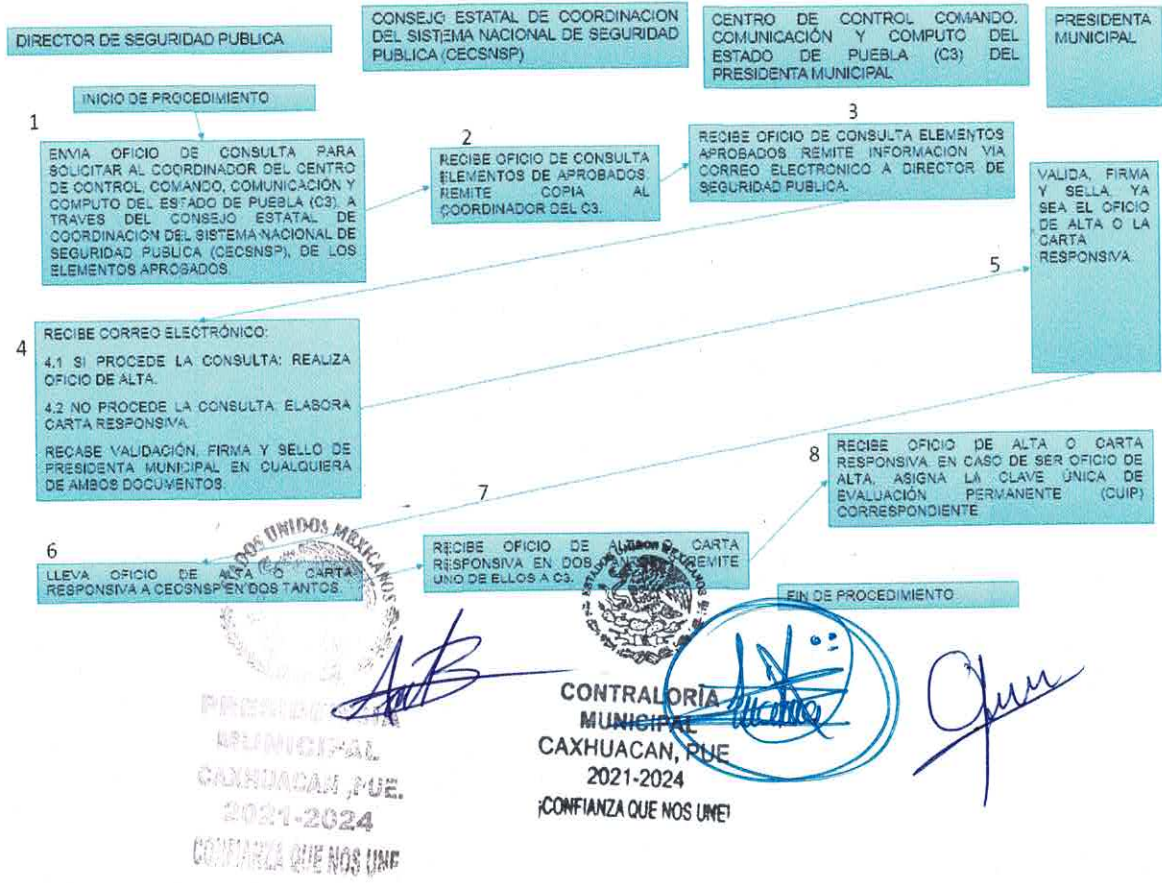 DIRECTOR DE SEGURIDAD PUBLICA
CONSEJO ESTATAL DE COORDINACION
DEL SISTEMA NACIONAL DE SEGURIDAD
PUBLICA (CECSNSP)
CENTRO DE CONTROL COMANDO,
COMUNICACIÓN Y COMPUTO DEL
ESTADO DE PUEBLA (C3) DEL
PRESIDENTA MUNICIPAL
PRESIDENTA
MUNICIPAL
INICIO DE PROCEDIMIENTO
1
ENVIA OFICIO DE CONSULTA PARA
SOLICITAR AL COORDINADOR DEL CENTRO
DE CONTROL, COMANDO, COMUNICACIÓN Y
COMPUTO DEL ESTADO DE PUEBLA (C3), A
TRAVES DEL CONSEJO ESTATAL DE
COORDINACION DEL SISTEMA NACIONAL DE
SEGURIDAD PUBLICA (CECSNSP), DE LOS
ELEMENTOS APROBADOS.
2
RECIBE OFICIO DE CONSULTA
ELEMENTOS DE APROBADOS.
REMITE COPIA AL
COORDINADOR DEL C3.
3
RECIBE OFICIO DE CONSULTA ELEMENTOS
APROBADOS REMITE INFORMACION VIA
CORREO ELECTRONICO A DIRECTOR DE
SEGURIDAD PUBLICA.
VALIDA, FIRMA
Y SELLA, YA
SEA EL OFICIO
DE ALTA O LA
CARTA
RESPONSIVA.
5
4
RECIBE CORREO ELECTRÓNICO:
4.1 SI PROCEDE LA CONSULTA: REALIZA
OFICIO DE ALTA.
4.2 NO PROCEDE LA CONSULTA: ELABORA
CARTA RESPONSIVA.
RECABE VALIDACIÓN, FIRMA Y SELLO DE
PRESIDENTA MUNICIPAL EN CUALQUIERA
DE AMBOS DOCUMENTOS.
8
RECIBE OFICIO DE ALTA O CARTA
RESPONSIVA. EN CASO DE SER OFICIO DE
ALTA, ASIGNA LA CLAVE ÚNICA DE
EVALUACIÓN PERMANENTE (CUIP)
CORRESPONDIENTE
7
RECIBE OFICIO DE ALTA O CARTA
RESPONSIVA EN DOS REMITE
UNO DE ELLOS A C3.
6
LLEVA OFICIO DE ALTA O CARTA
RESPONSIVA A CECSNSP EN DOS TANTOS.
FIN DE PROCEDIMIENTO
UNIDOS MEXICANOS
PRESIDENCIA
MUNICIPAL
CAXHUACAN ,PUE.
2021-2024
CONFIANZA QUE NOS UNE
ESTADOS UNIDOS MEXICANOS
CONTRALORÍA
MUNICIPAL
CAXHUACAN, PUE
2021-2024
¡CONFIANZA QUE NOS UNE!